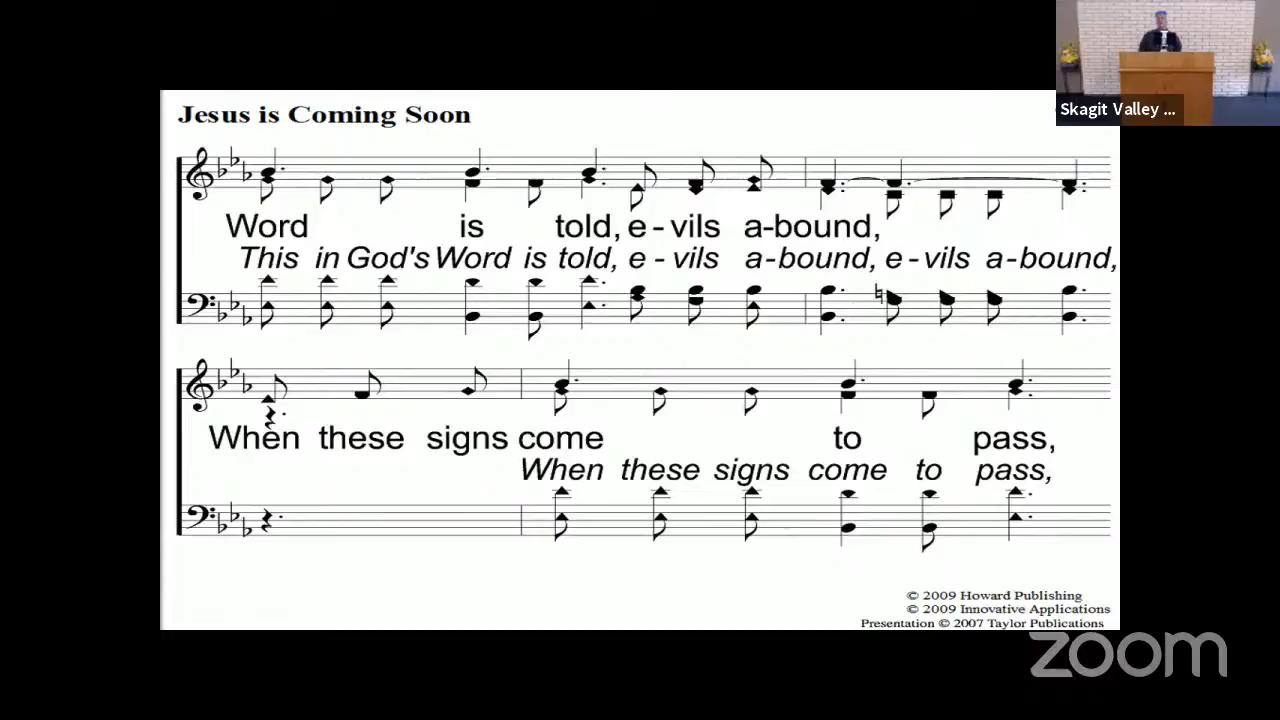 Jesus is Coming Soon
Skagit Valley ...
Word is told, e-vils a-bound,
This in God's Word is told, e-vils a-bound, e-vils a-bound,
When these signs come to pass,
When these signs come to pass,
© 2009 Howard Publishing
© 2009 Innovative Applications
Presentation © 2007 Taylor Publications
zoom